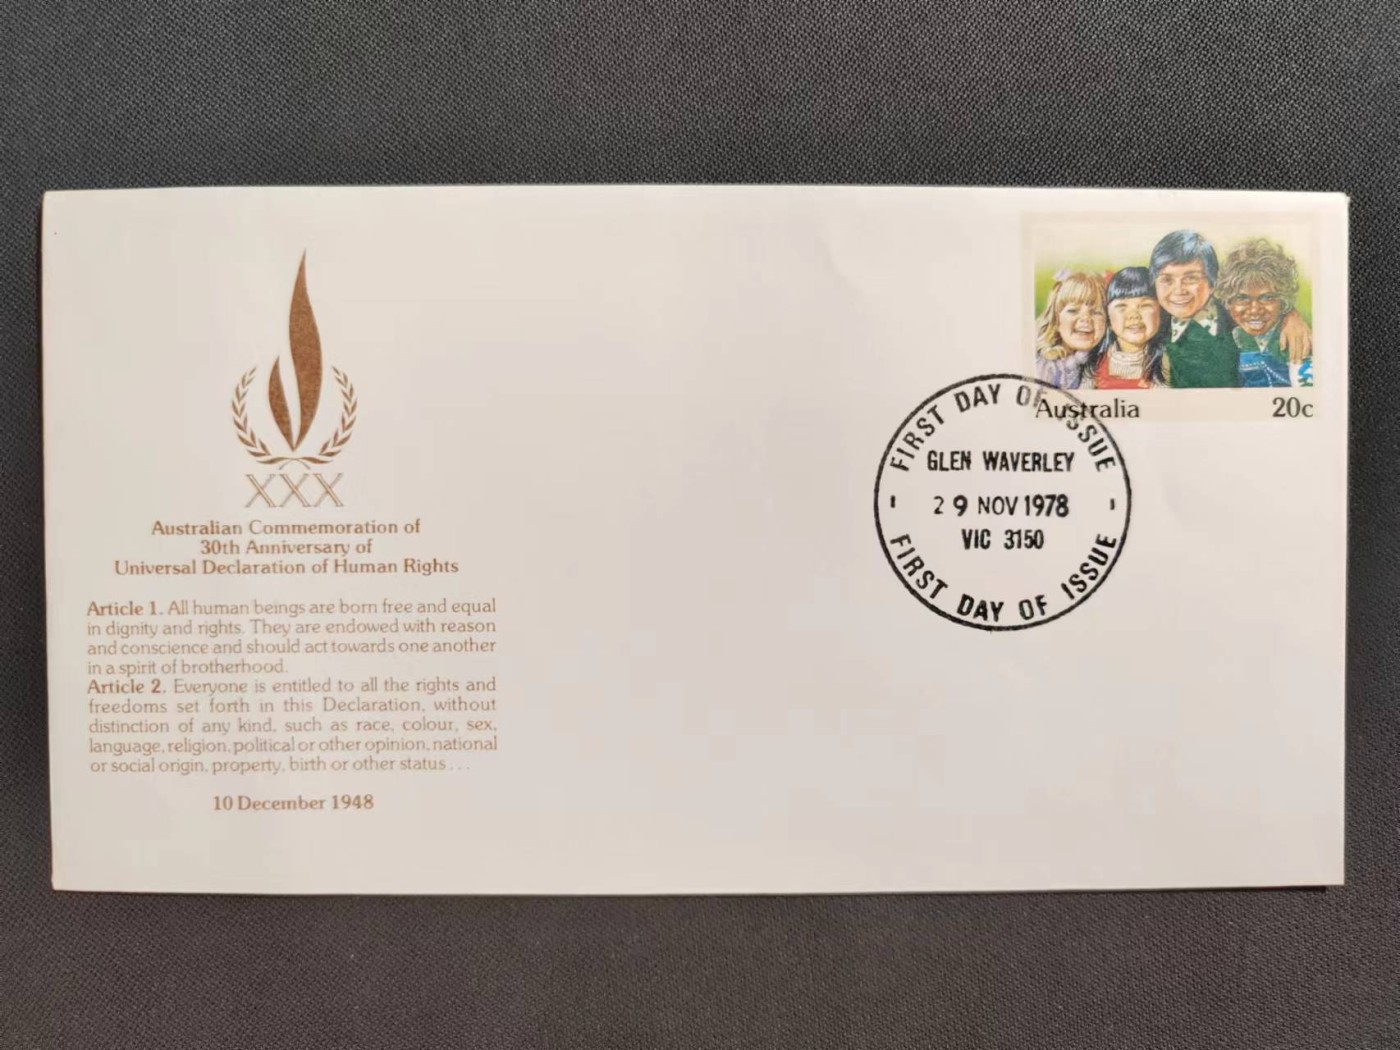 XXX
Australian Commemoration of
30th Anniversary of
Universal Declaration of Human Rights
Article 1. All human beings are born free and equal
in dignity and rights. They are endowed with reason
and conscience and should act towards one another
in a spirit of brotherhood.
Article 2. Everyone is entitled to all the rights and
freedoms set forth in this Declaration, without
distinction of any kind, such as race, colour, sex,
language, religion, political or other opinion, national
or social origin, property, birth or other status...
10 December 1948
Australia 20c
FIRST DAY OF ISSUE
GLEN WAVERLEY
29 NOV 1978
VIC 3150
FIRST DAY OF ISSUE